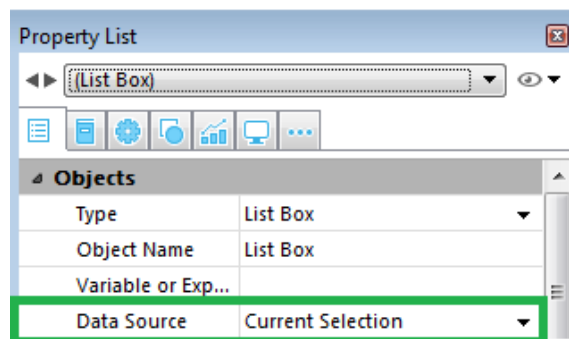 Property List
(List Box)
Objects
Type List Box
Object Name List Box
Variable or Exp...
Data Source Current Selection